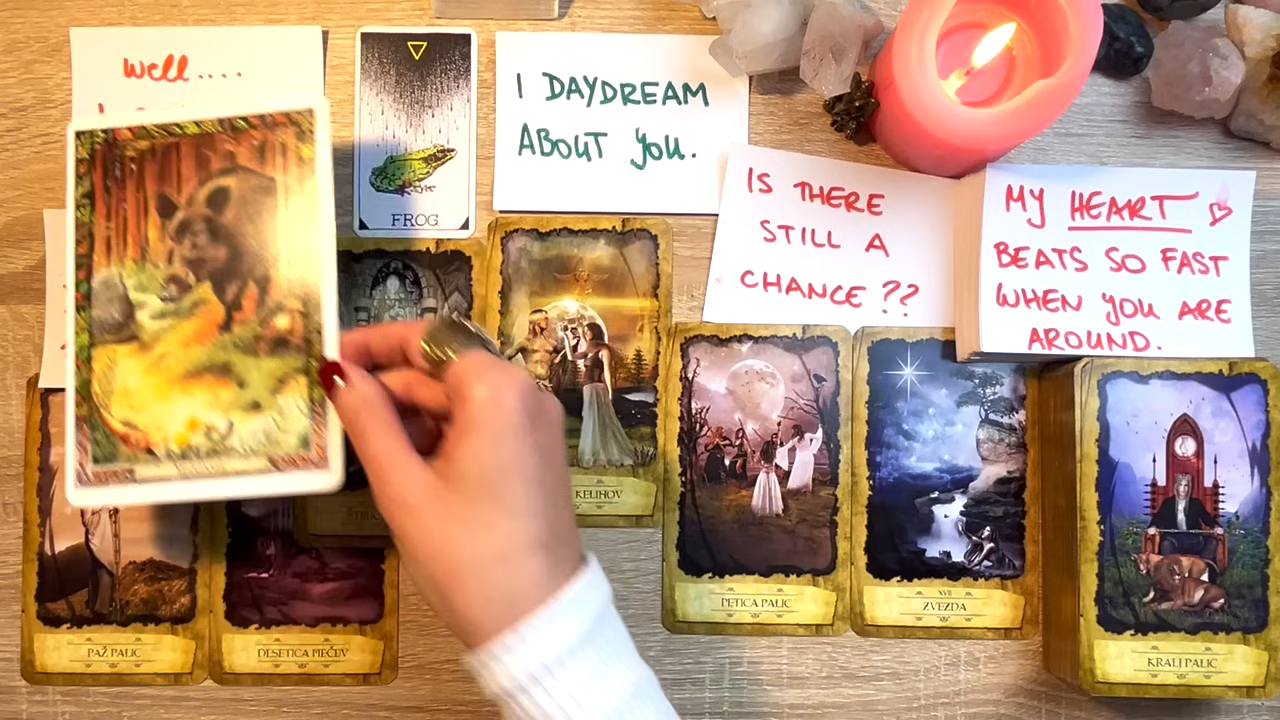 Well....
FROG
I DAYDREAM
ABOUT YOU.
IS THERE
STILL A
CHANCE??
MY HEART
BEATS SO FAST
WHEN YOU ARE
AROUND.
KELIHOV
PETICA PALIC
XVII
ZVEZDA
KRALJ PALIC
PAŽ PALIC
DESETICA MEČEV